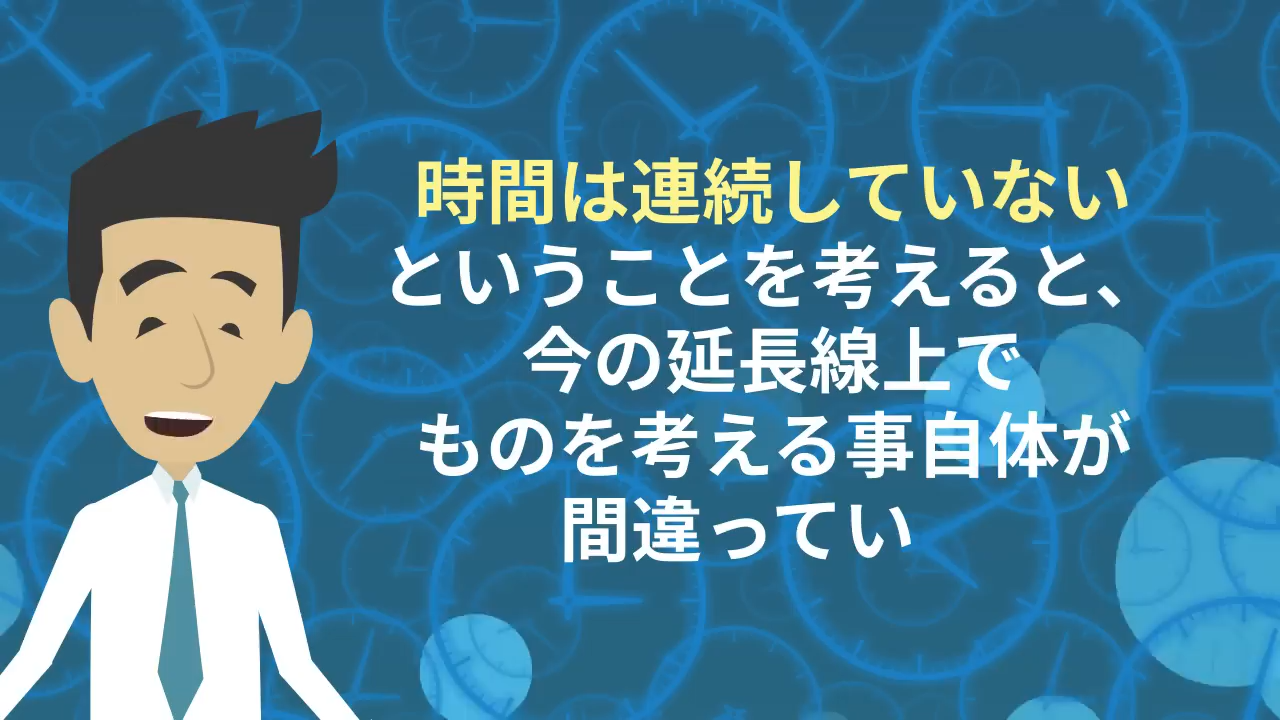 時間は連続していない
ということを考えると、
今の延長線上で
ものを考える事自体が
間違ってい